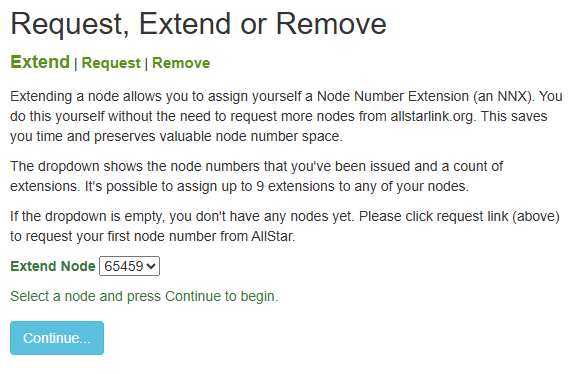 Request, Extend or Remove
Extend | Request | Remove
Extending a node allows you to assign yourself a Node Number Extension (an NNX). You
do this yourself without the need to request more nodes from allstarlink.org. This saves
you time and preserves valuable node number space.
The dropdown shows the node numbers that you've been issued and a count of
extensions. It's possible to assign up to 9 extensions to any of your nodes.
If the dropdown is empty, you don't have any nodes yet. Please click request link (above)
to request your first node number from AllStar.
Extend Node 65459
Select a node and press Continue to begin.
Continue...